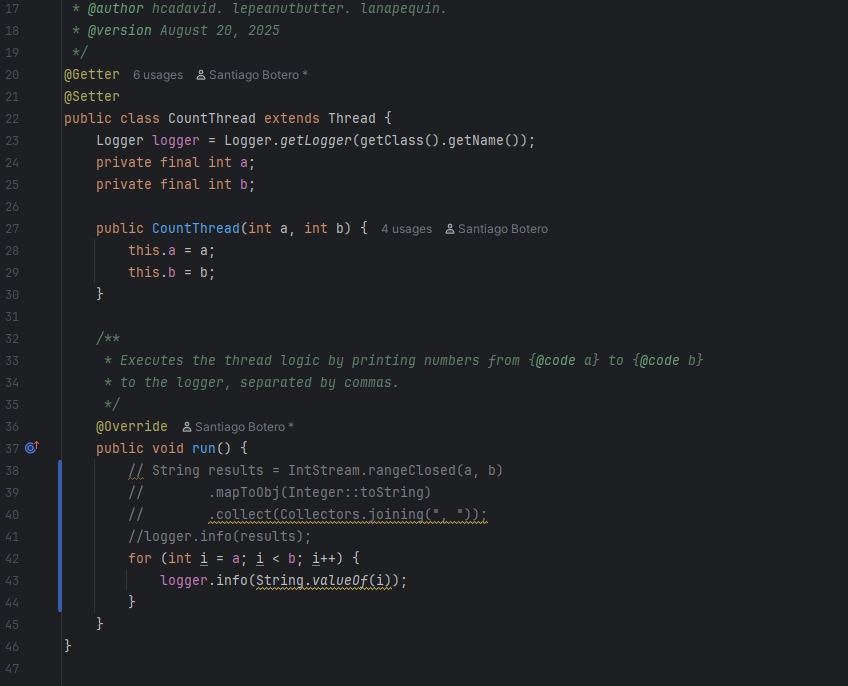 17 * @author hcadavid. lepeanutbutter. lanapequin.
18 * @version August 20, 2025
19 */
20 @Getter 6 usages Santiago Botero *
21 @Setter
22 public class CountThread extends Thread {
23 Logger logger = Logger.getLogger(getClass().getName());
24 private final int a;
25 private final int b;
26
27 public CountThread(int a, int b) { 4 usages Santiago Botero
28 this.a = a;
29 this.b = b;
30 }
31
32 /**
33 * Executes the thread logic by printing numbers from {@code a} to {@code b}
34 * to the logger, separated by commas.
35 */
36 @Override Santiago Botero *
37 public void run() {
38 // String results = IntStream.rangeClosed(a, b)
39 // .mapToObj(Integer::toString)
40 // .collect(Collectors.joining(", "));
41 //logger.info(results);
42 for (int i = a; i < b; i++) {
43 logger.info(String.valueOf(i));
44 }
45 }
46 }
47